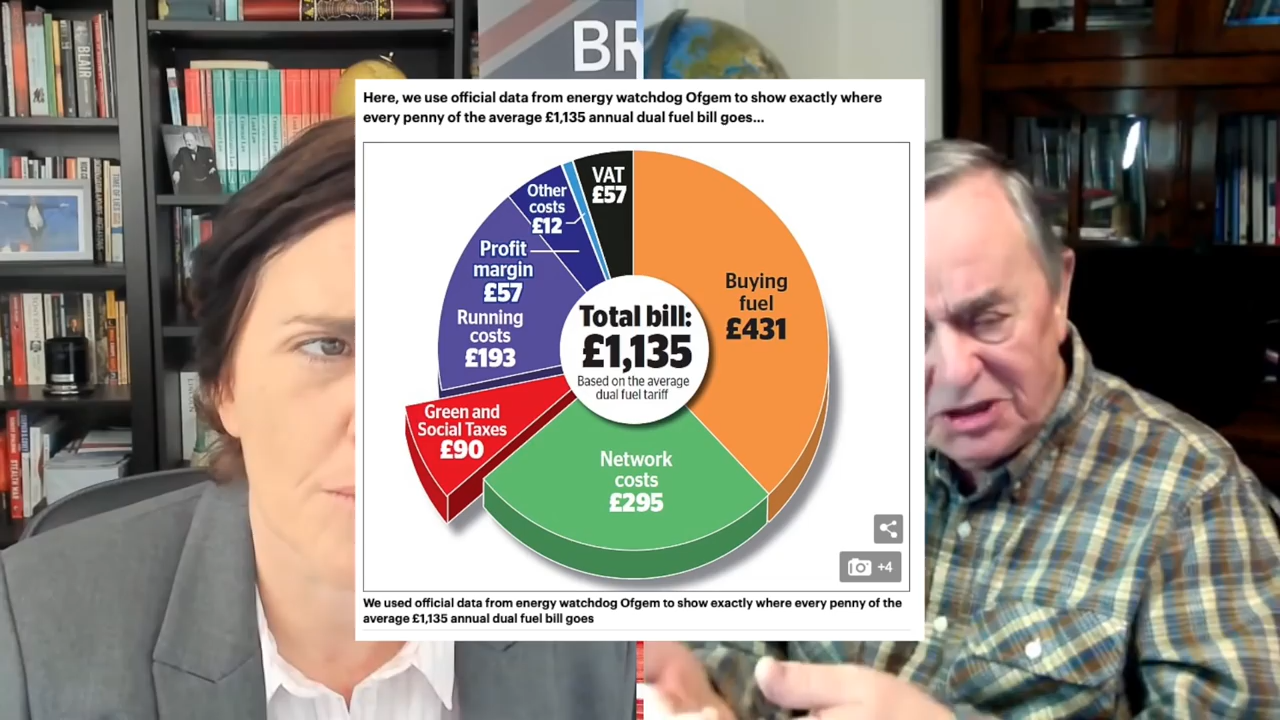 BLAIR
BR
Here, we use official data from energy watchdog Ofgem to show exactly where
every penny of the average £1,135 annual dual fuel bill goes...
VAT
£57
Other
costs
£12
Profit
margin
£57
Running
costs
£193
Buying
fuel
£431
Total bill:
£1,135
Based on the average
dual fuel tariff
Green and
Social Taxes
£90
Network
costs
£295
+4
We used official data from energy watchdog Ofgem to show exactly where every penny of the
average £1,135 annual dual fuel bill goes